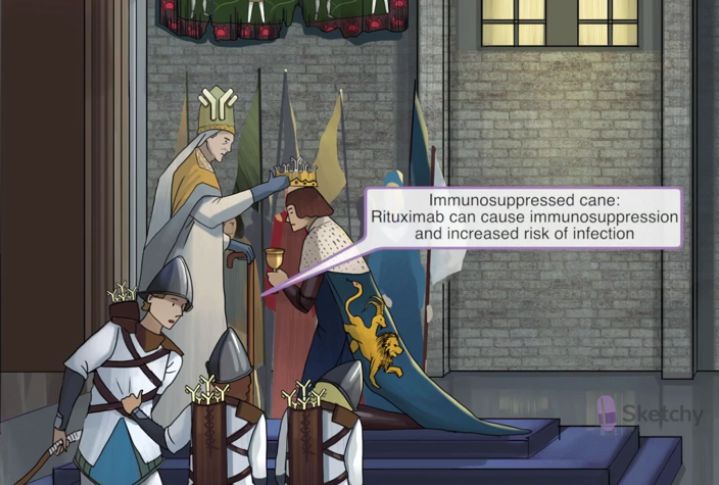 Immunosuppressed cane:
Rituximab can cause immunosuppression
and increased risk of infection
Sketchy